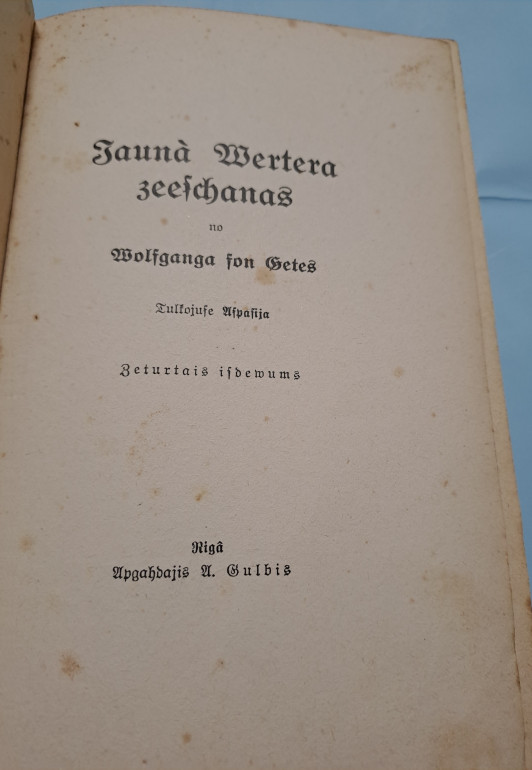 Jaunà Wertera
zeeſchanas
no
Wolfganga fon Getes
Tulkojuſe Aſpaſija
Zeturtais iſdewums
Rigâ
Apgahdajis A. Gulbis